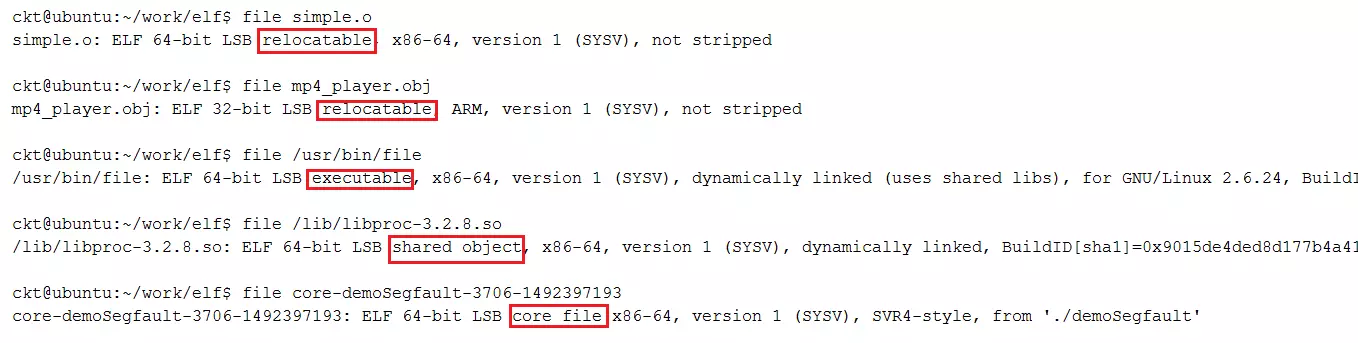 ckt@ubuntu:~/work/elf$ file simple.o
simple.o: ELF 64-bit LSB relocatable, x86-64, version 1 (SYSV), not stripped
ckt@ubuntu:~/work/elf$ file mp4_player.obj
mp4_player.obj: ELF 32-bit LSB relocatable, ARM, version 1 (SYSV), not stripped
ckt@ubuntu:~/work/elf$ file /usr/bin/file
/usr/bin/file: ELF 64-bit LSB executable, x86-64, version 1 (SYSV), dynamically linked (uses shared libs), for GNU/Linux 2.6.24, BuildI
ckt@ubuntu:~/work/elf$ file /lib/libproc-3.2.8.so
/lib/libproc-3.2.8.so: ELF 64-bit LSB shared object, x86-64, version 1 (SYSV), dynamically linked, BuildID[sha1]=0x9015de4ded8d177b4a41
ckt@ubuntu:~/work/elf$ file core-demoSegfault-3706-1492397193
core-demoSegfault-3706-1492397193: ELF 64-bit LSB core file x86-64, version 1 (SYSV), SVR4-style, from './demoSegfault'